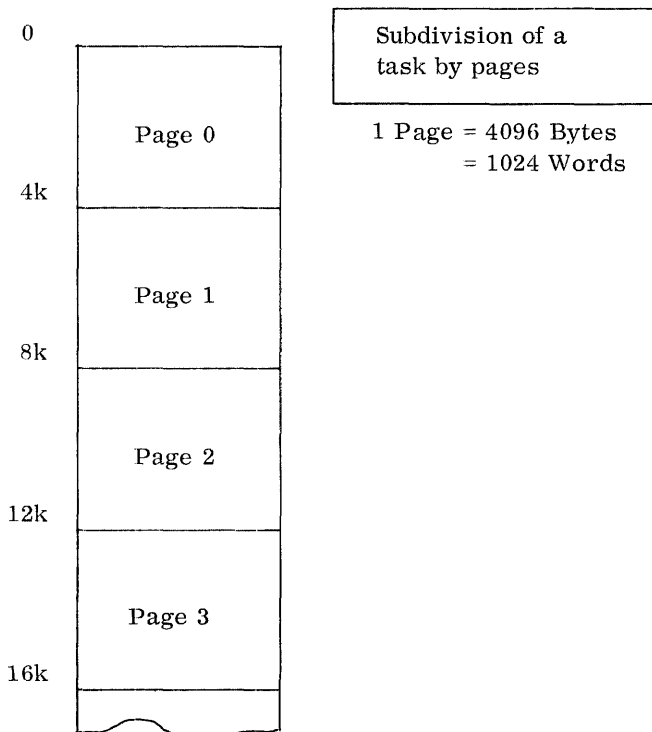 0
Subdivision of a
task by pages
1 Page = 4096 Bytes
= 1024 Words
Page 0
4k
Page 1
8k
Page 2
12k
Page 3
16k